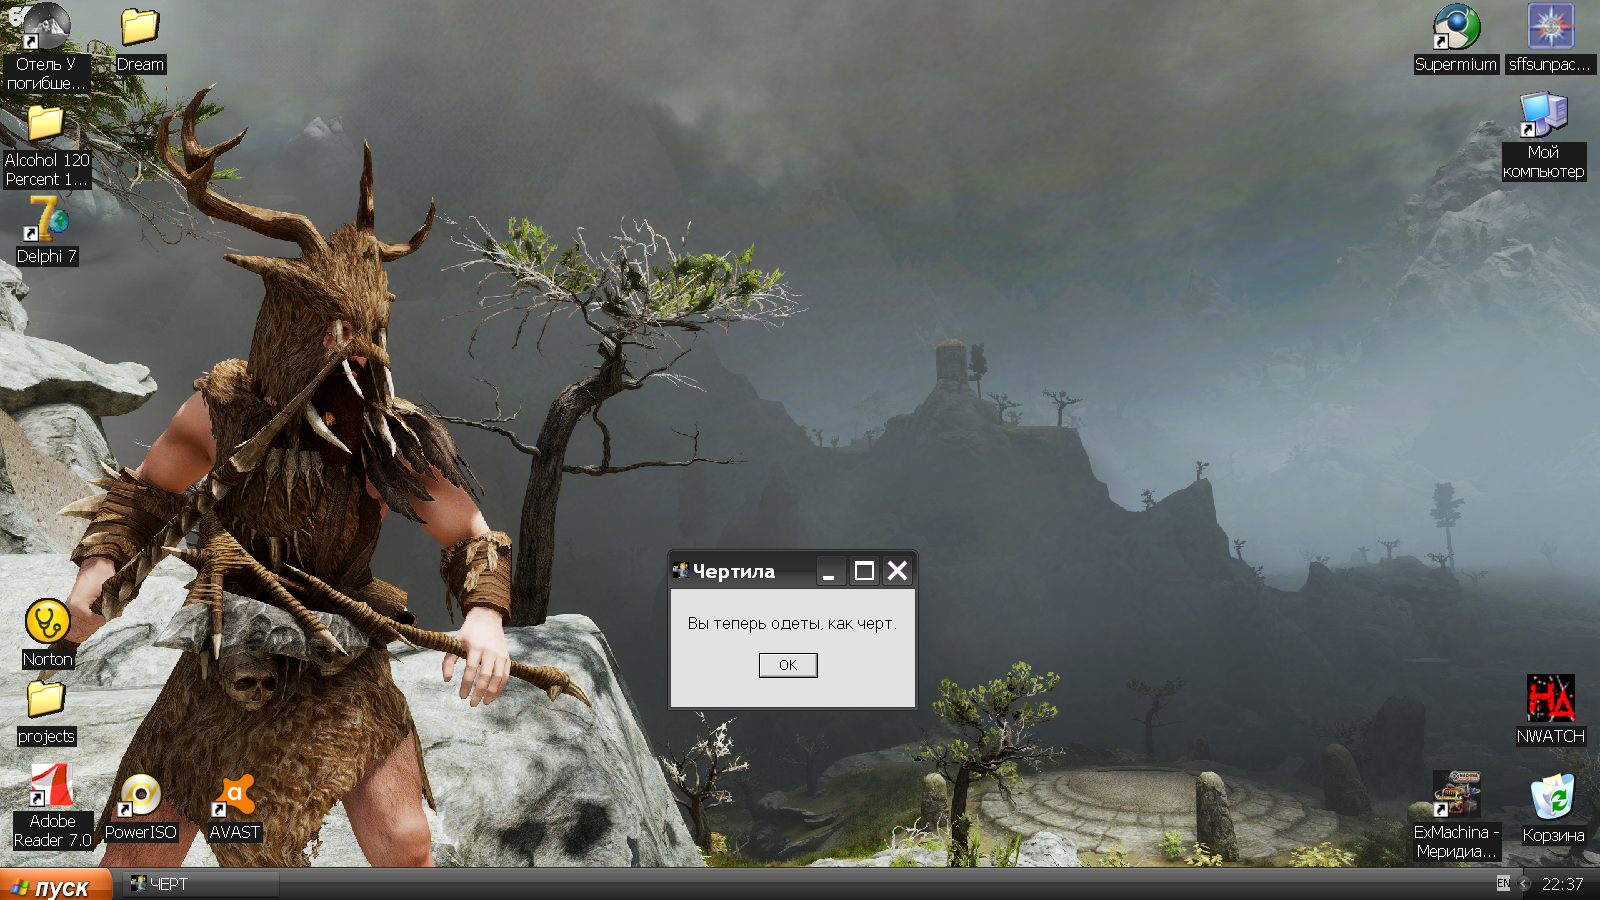 Отель У
погибше...
Dream
Alcohol 120
Percent 1...
Delphi 7
Supermium
sffsunpac...
Мой
компьютер
Чертила
Вы теперь одеты, как черт.
OK
Norton
projects
Adobe
Reader 7.0
PowerISO
AVAST
NWATCH
ExMachina -
Меридиа...
Корзина
пуск
ЧЕРТ
EN
22:37